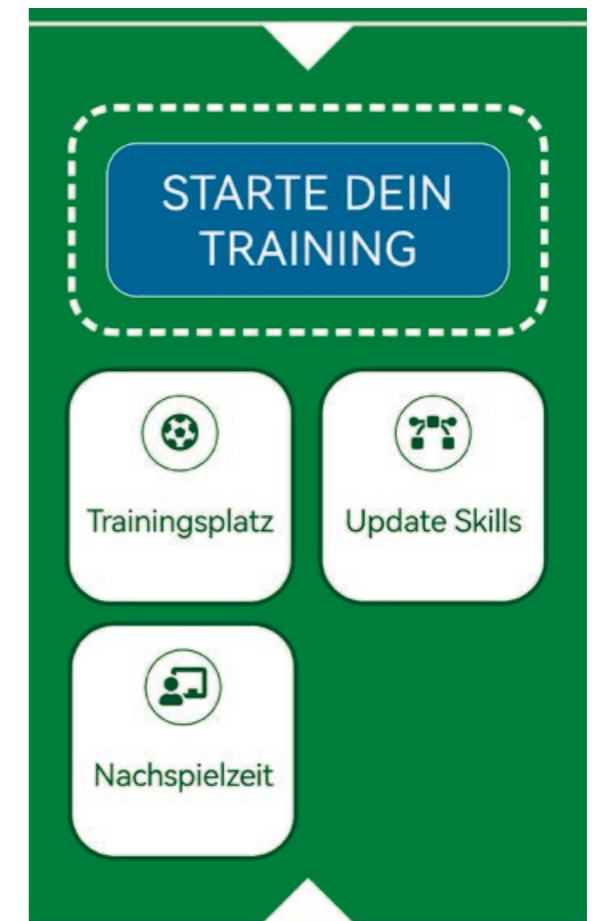 STARTE DEIN
TRAINING
Trainingsplatz
Update Skills
Nachspielzeit